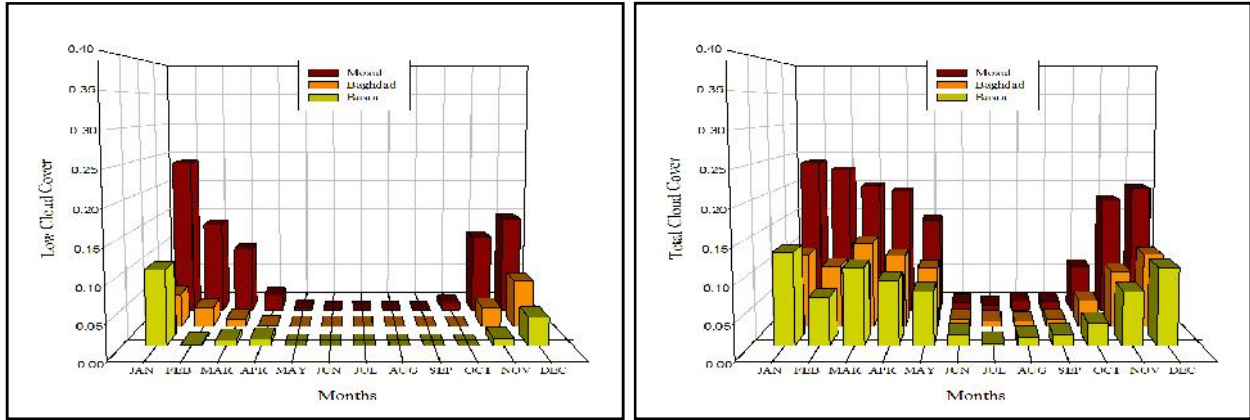 0.40
0.35
0.30
0.25
0.20
0.15
0.10
0.05
0.00
Low Cloud Cover
Mosul
Baghdad
Basra
JAN FEB MAR APR MAY JUN JUL AUG SEP OCT NOV DEC
Months
0.40
0.35
0.30
0.25
0.20
0.15
0.10
0.05
0.00
Total Cloud Cover
Mosul
Baghdad
Basra
JAN FEB MAR APR MAY JUN JUL AUG SEP OCT NOV DEC
Months